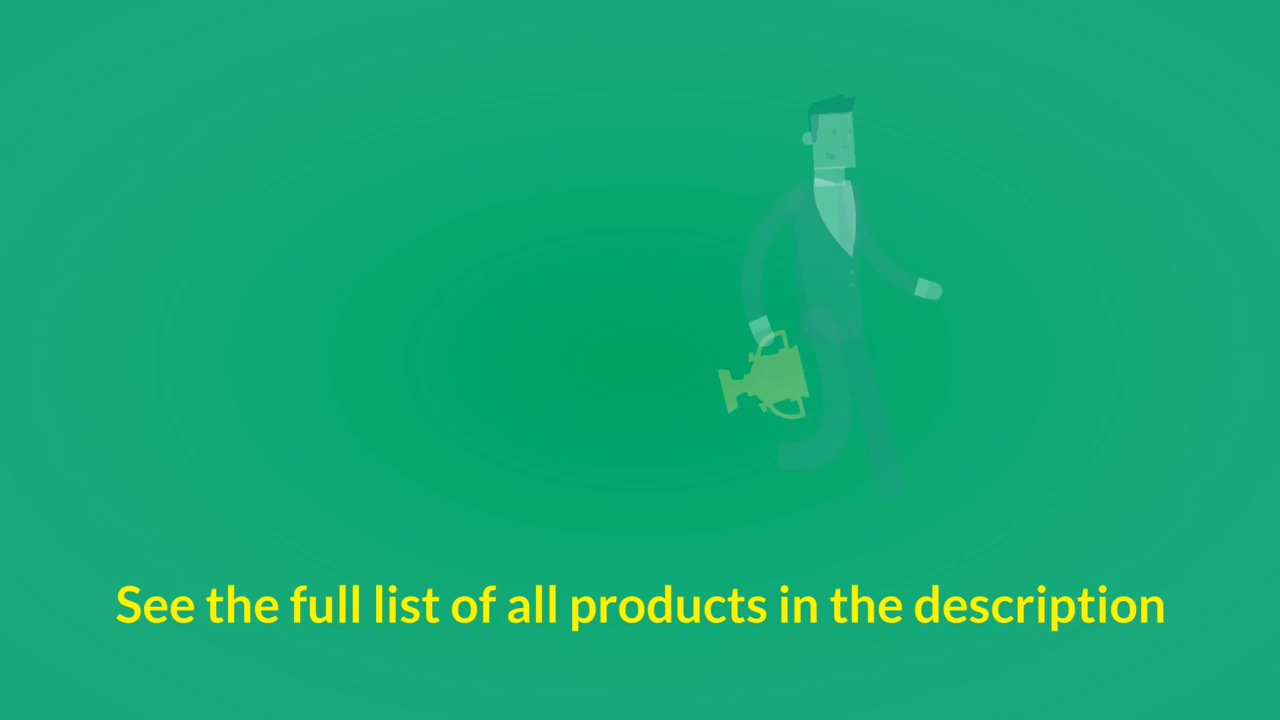 See the full list of all products in the description